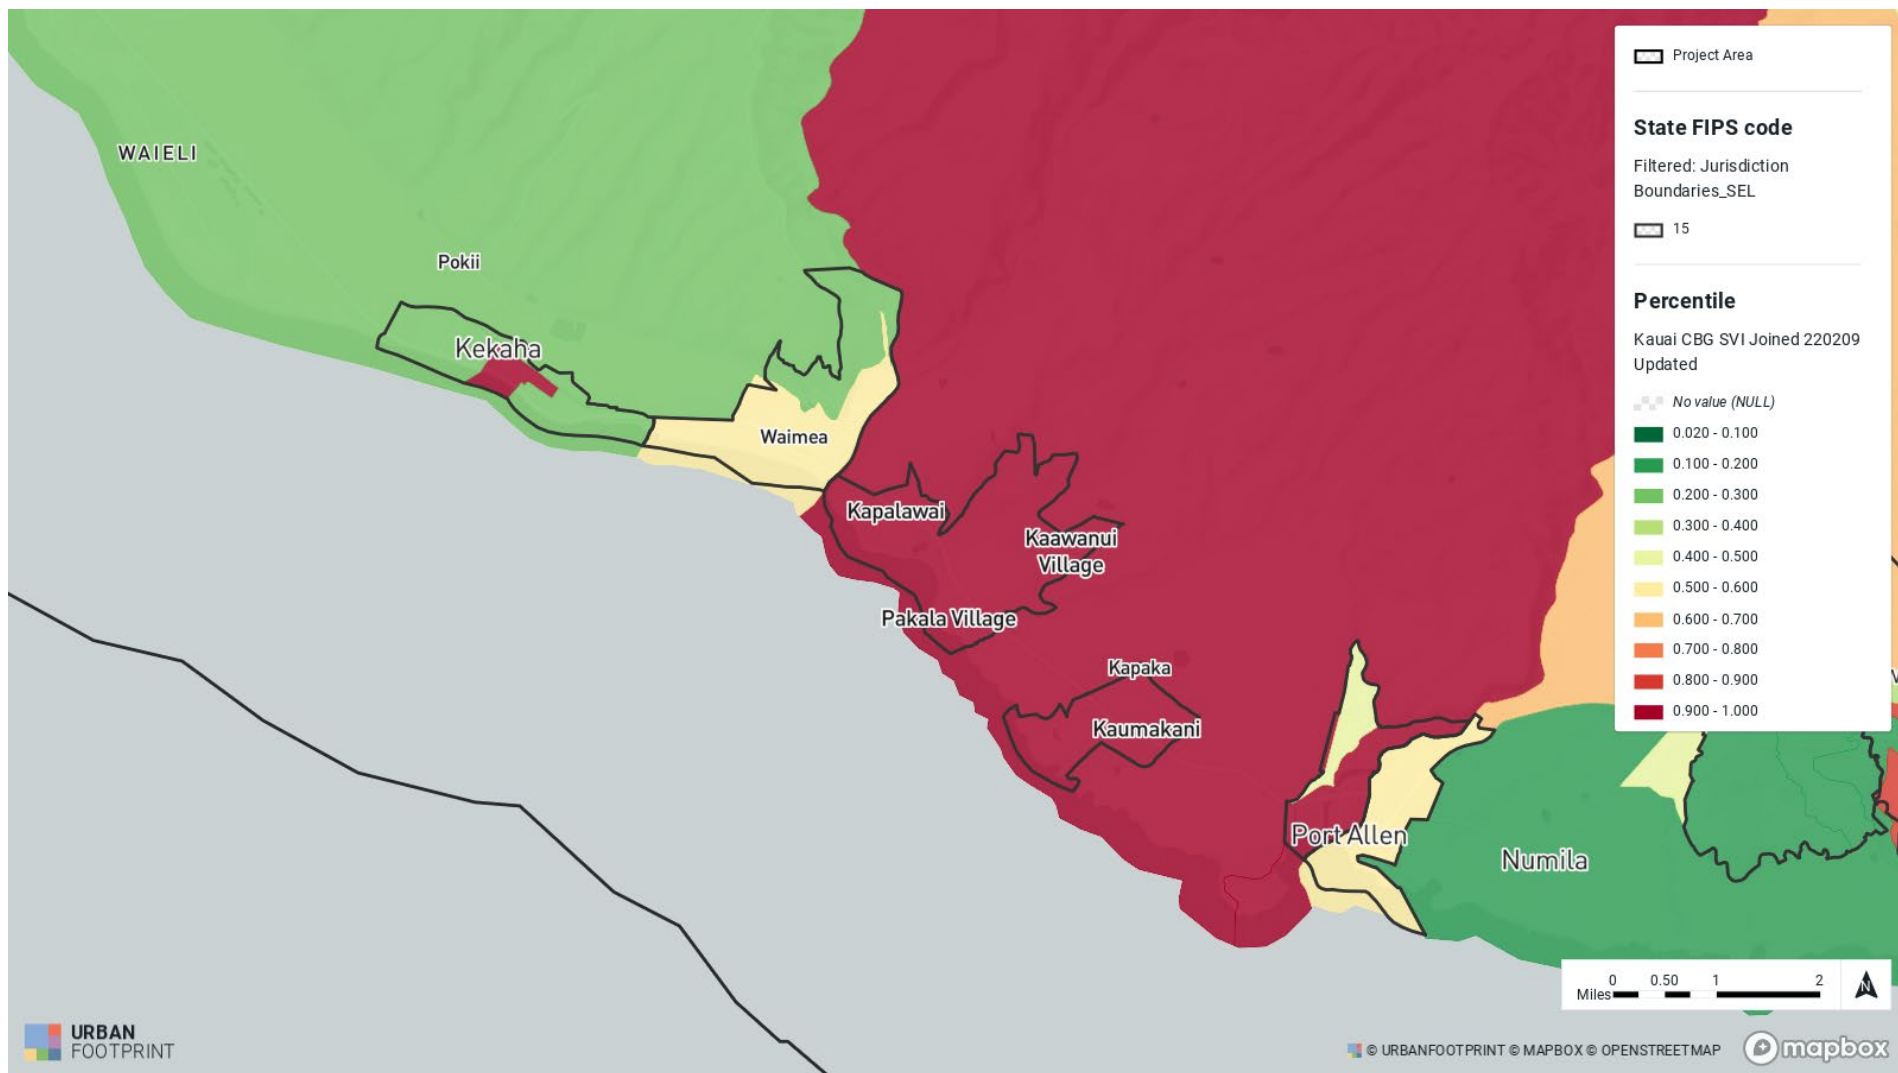 WAIELI
Pokii
Kekaha
Waimea
Kapalawai
Kaawanui
Village
Pakala Village
Kapaka
Kaumakani
Port Allen
Numila
Project Area
State FIPS code
Filtered: Jurisdiction
Boundaries_SEL
15
Percentile
Kauai CBG SVI Joined 220209
Updated
No value (NULL)
0.020 - 0.100
0.100 - 0.200
0.200 - 0.300
0.300 - 0.400
0.400 - 0.500
0.500 - 0.600
0.600 - 0.700
0.700 - 0.800
0.800 - 0.900
0.900 - 1.000
0 0.50 1 2
Miles
N
URBAN
FOOTPRINT
© URBANFOOTPRINT © MAPBOX © OPENSTREETMAP
mapbox